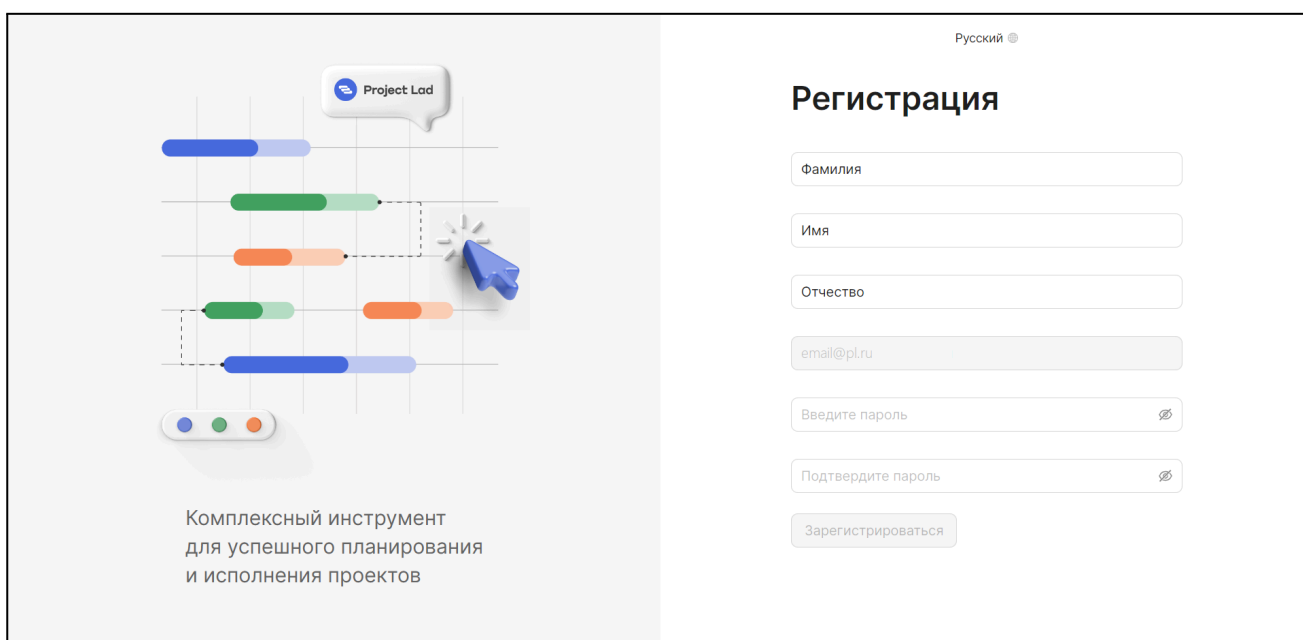 Project Lad
Комплексный инструмент
для успешного планирования
и исполнения проектов
Русский
Регистрация
Фамилия
Имя
Отчество
email@pl.ru
Введите пароль
Подтвердите пароль
Зарегистрироваться